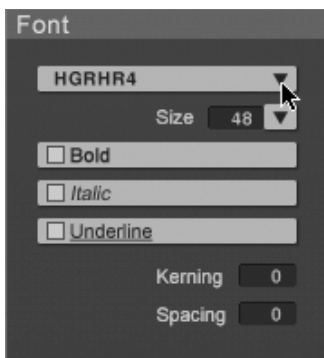 Font
HGRHR4
Size 48
Bold
Italic
Underline
Kerning 0
Spacing 0